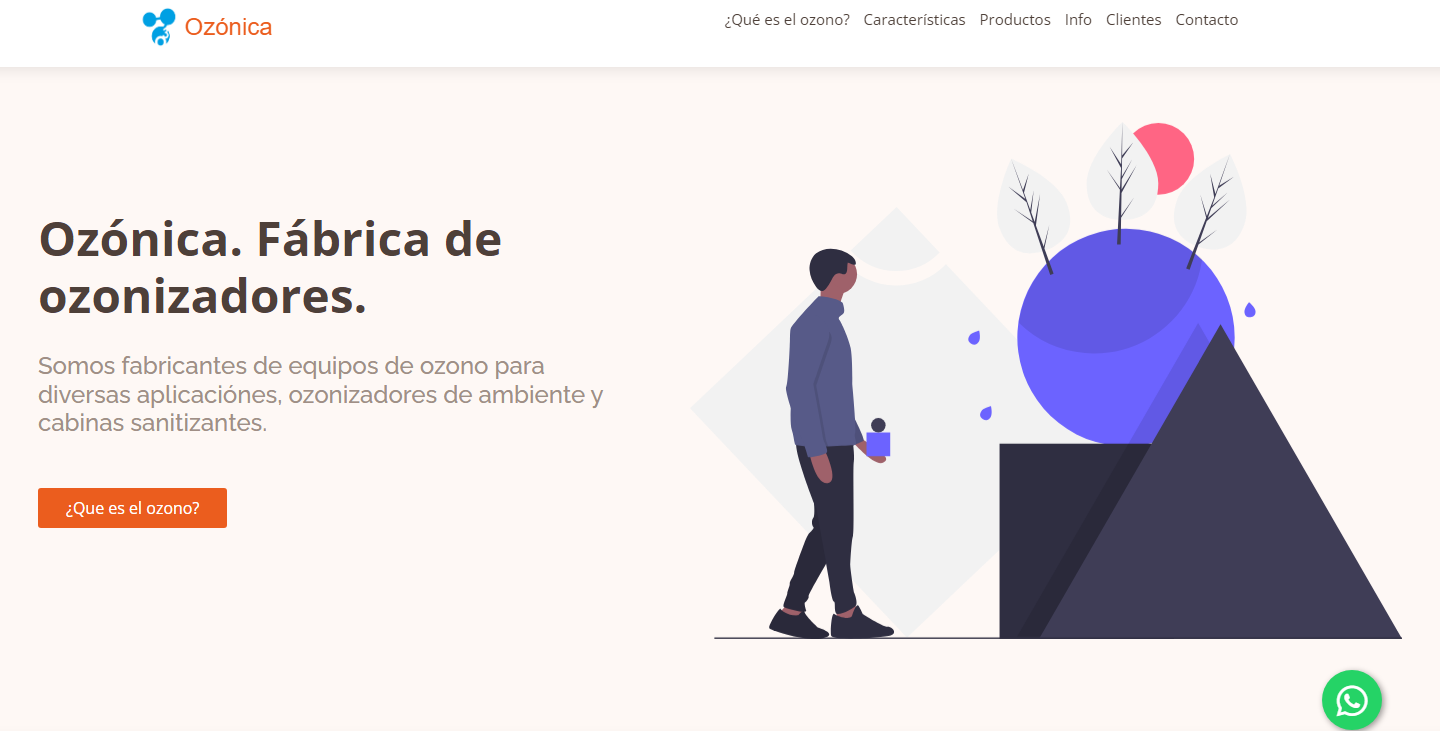 Ozónica
¿Qué es el ozono? Características Productos Info Clientes Contacto
Ozónica. Fábrica de
ozonizadores.
Somos fabricantes de equipos de ozono para
diversas aplicaciónes, ozonizadores de ambiente y
cabinas sanitizantes.
¿Que es el ozono?